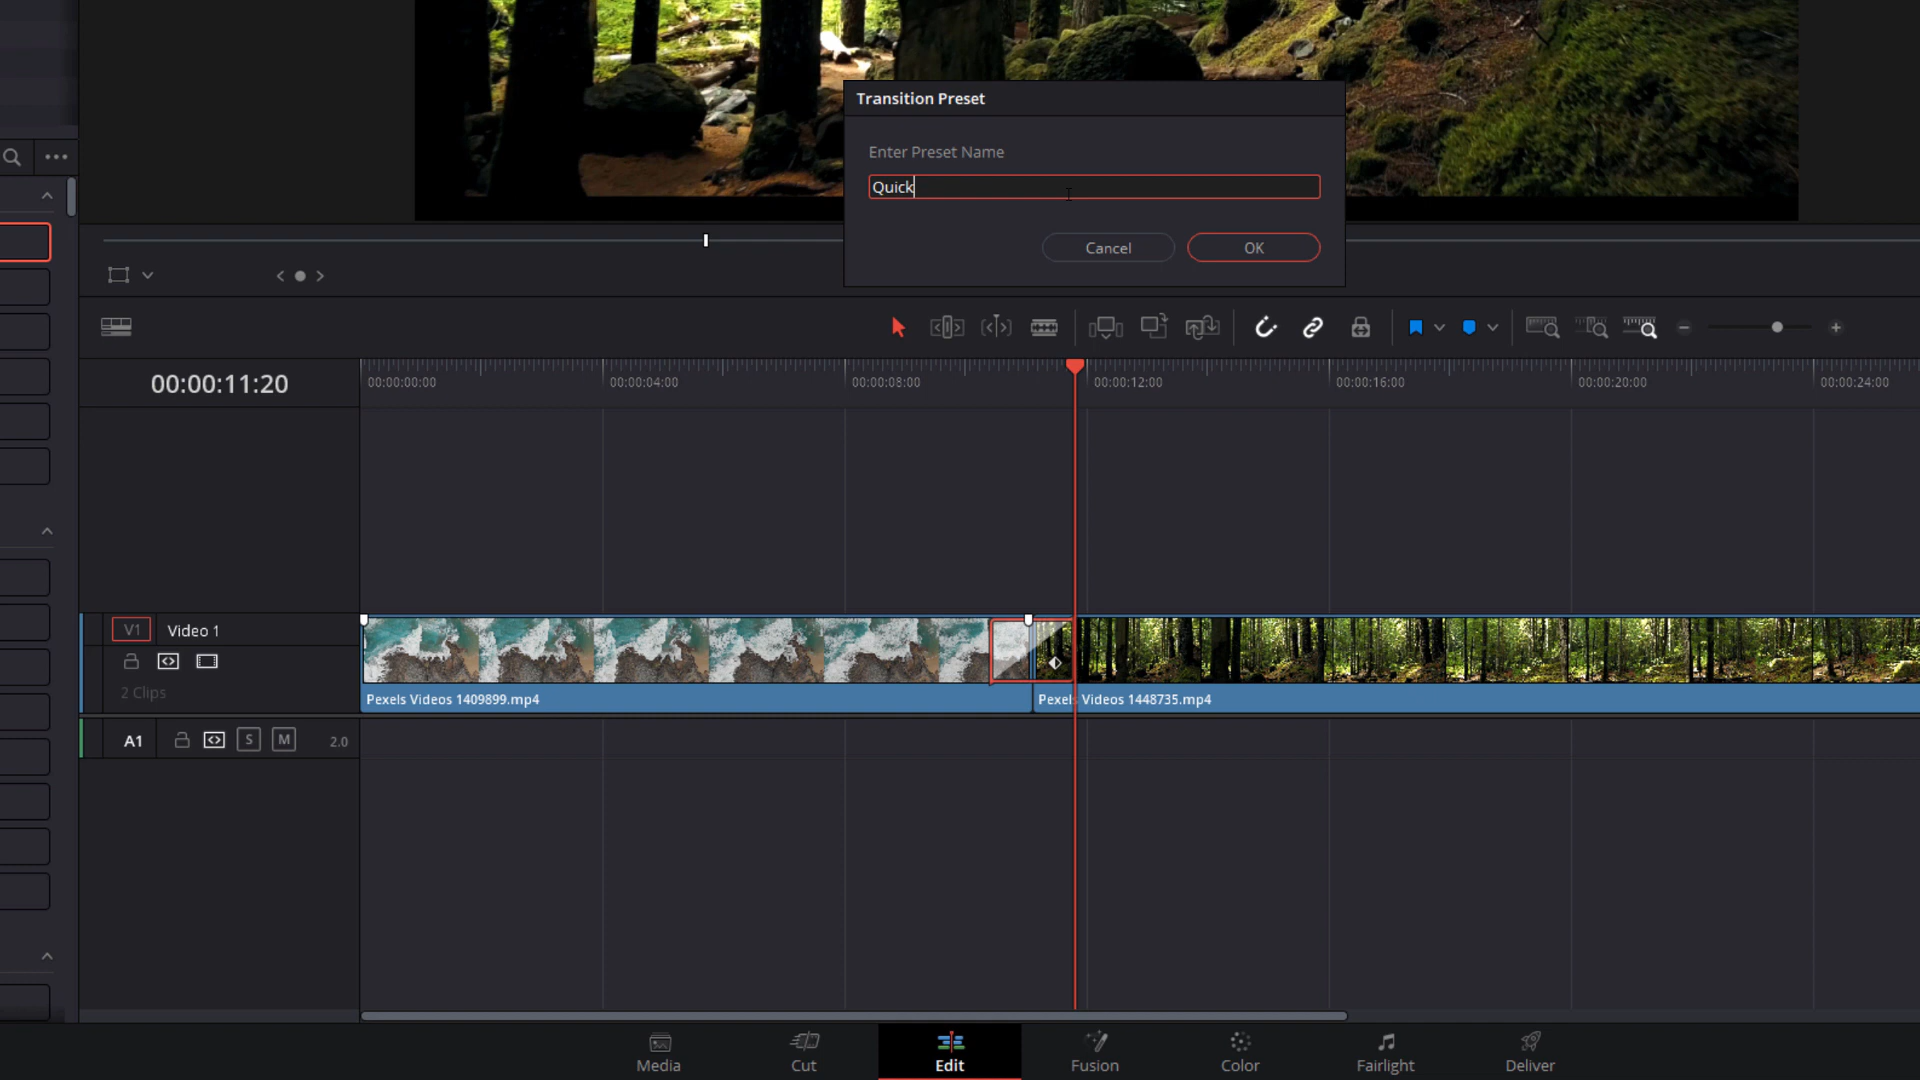 Transition Preset
Enter Preset Name
Quick
Cancel
OK
00:00:11:20
00:00:00:00
00:00:04:00
00:00:08:00
00:00:12:00
00:00:16:00
00:00:20:00
00:00:24:00
V1
Video 1
2 Clips
Pexels Videos 1409899.mp4
Pexels Videos 1448735.mp4
A1
S
M
2.0
Media
Cut
Edit
Fusion
Color
Fairlight
Deliver